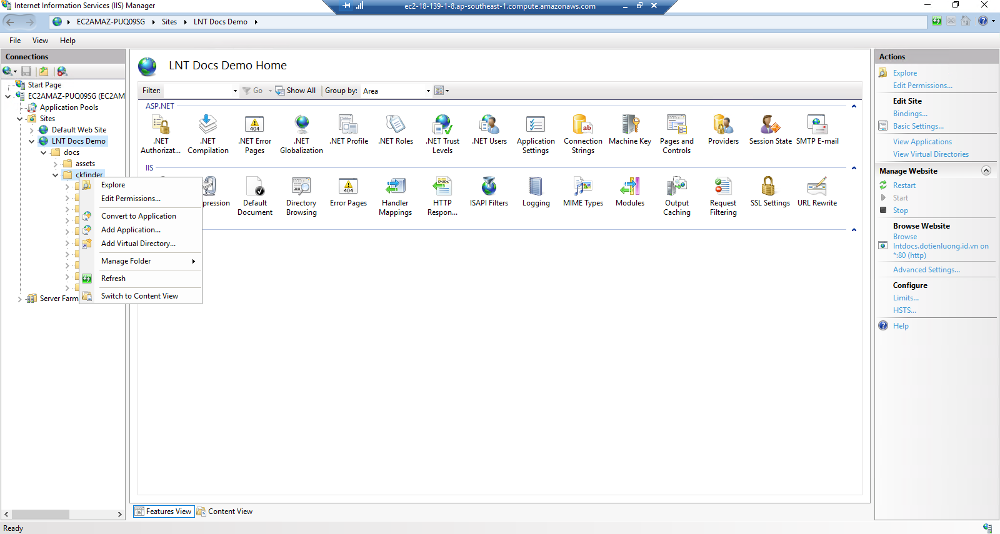 Internet Information Services (IIS) Manager
ec2-18-139-1-8.ap-southeast-1.compute.amazonaws.com
EC2AMAZ-PUQ09SG
Sites
LNT Docs Demo
File
View
Help
Connections
Start Page
EC2AMAZ-PUQ09SG (EC2AM
Application Pools
Sites
Default Web Site
LNT Docs Demo
docs
assets
ckfinder
Server Farm
Explore
Edit Permissions...
Convert to Application
Add Application...
Add Virtual Directory...
Manage Folder
Refresh
Switch to Content View
LNT Docs Demo Home
Filter:
Go
Show All
Group by:
Area
ASP.NET
.NET Authorizat...
.NET Compilation
.NET Error Pages
.NET Globalization
.NET Profile
.NET Roles
.NET Trust Levels
.NET Users
Application Settings
Connection Strings
Machine Key
Pages and Controls
Providers
Session State
SMTP E-mail
IIS
pression
Default Document
Directory Browsing
Error Pages
Handler Mappings
HTTP Respon...
ISAPI Filters
Logging
MIME Types
Modules
Output Caching
Request Filtering
SSL Settings
URL Rewrite
Features View
Content View
Actions
Explore
Edit Permissions...
Edit Site
Bindings...
Basic Settings...
View Applications
View Virtual Directories
Manage Website
Restart
Start
Stop
Browse Website
Browse
lntdocs.dotienluong.id.vn on
*:80 (http)
Advanced Settings...
Configure
Limits...
HSTS...
Help
Ready